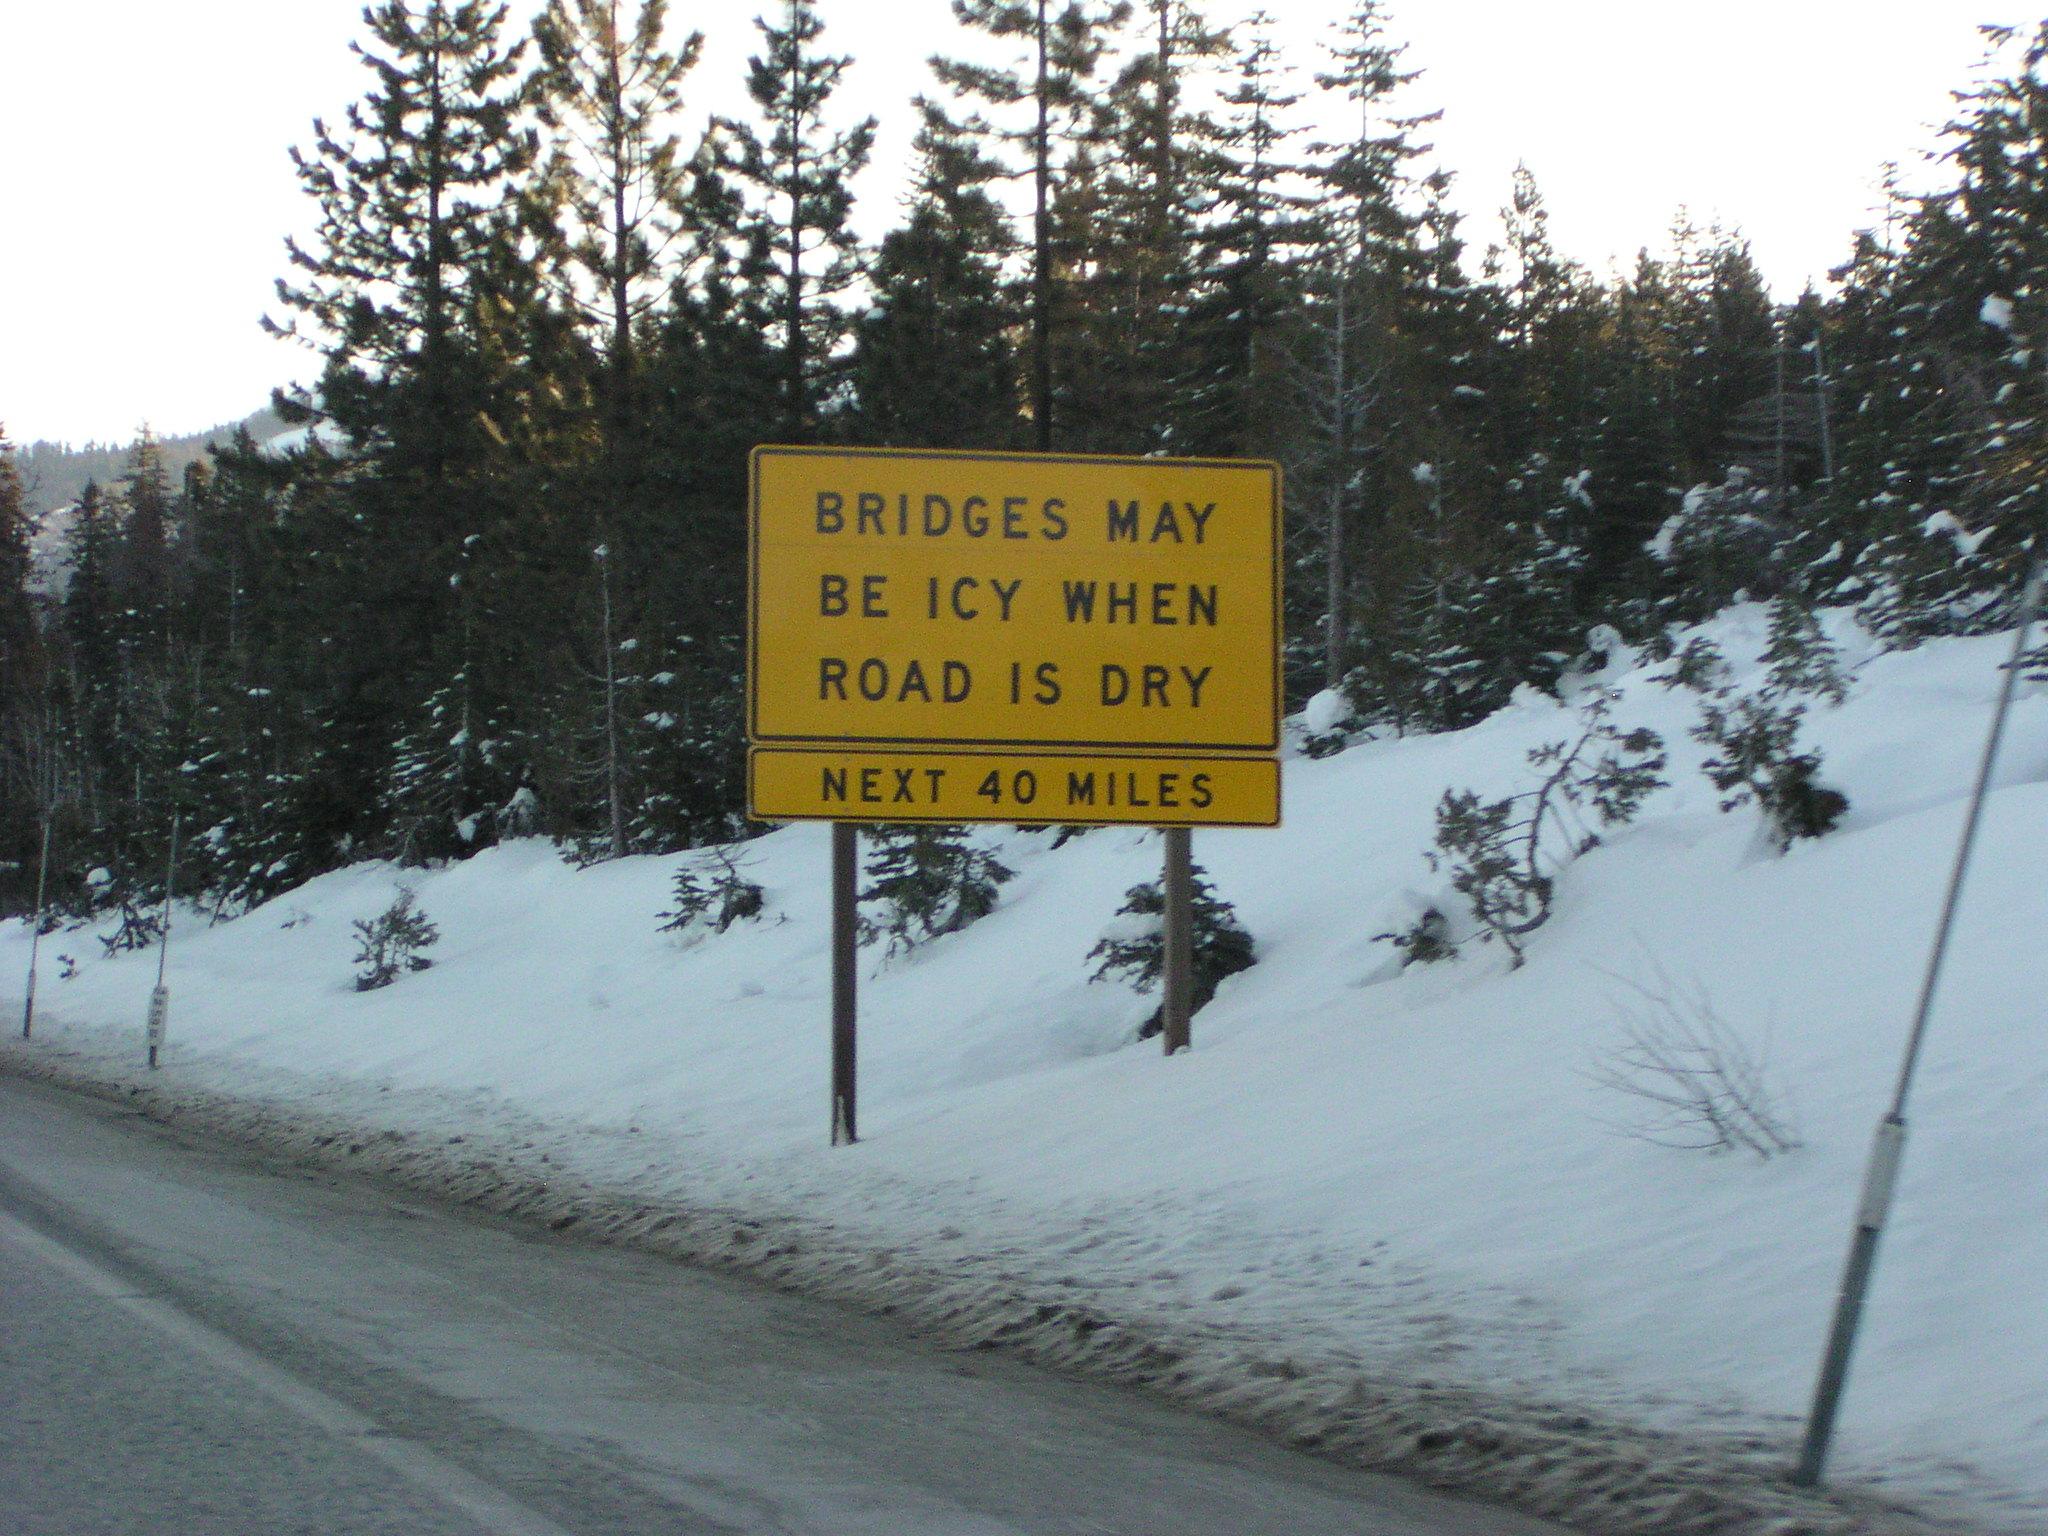 BRIDGES MAY
BE ICY WHEN
ROAD IS DRY
NEXT 40 MILES